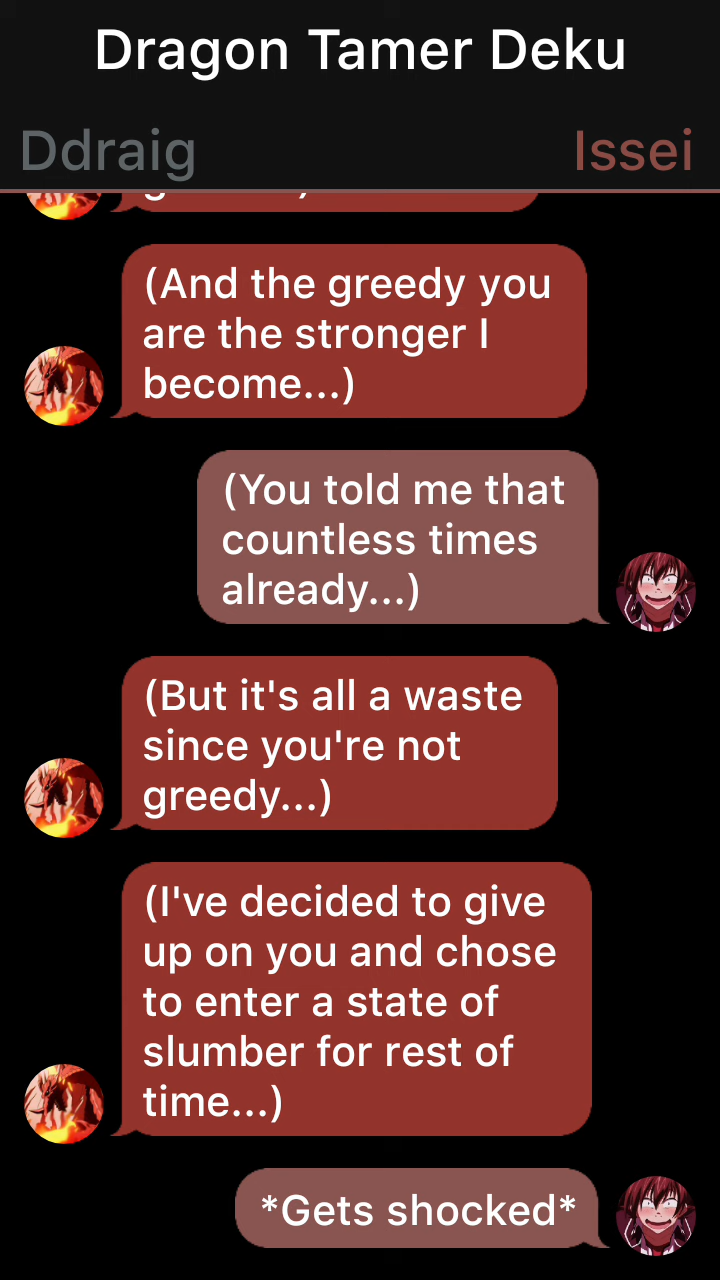 Dragon Tamer Deku
Ddraig
Issei
(And the greedy you
are the stronger I
become...)
(You told me that
countless times
already...)
(But it's all a waste
since you're not
greedy...)
(I've decided to give
up on you and chose
to enter a state of
slumber for rest of
time...)
*Gets shocked*